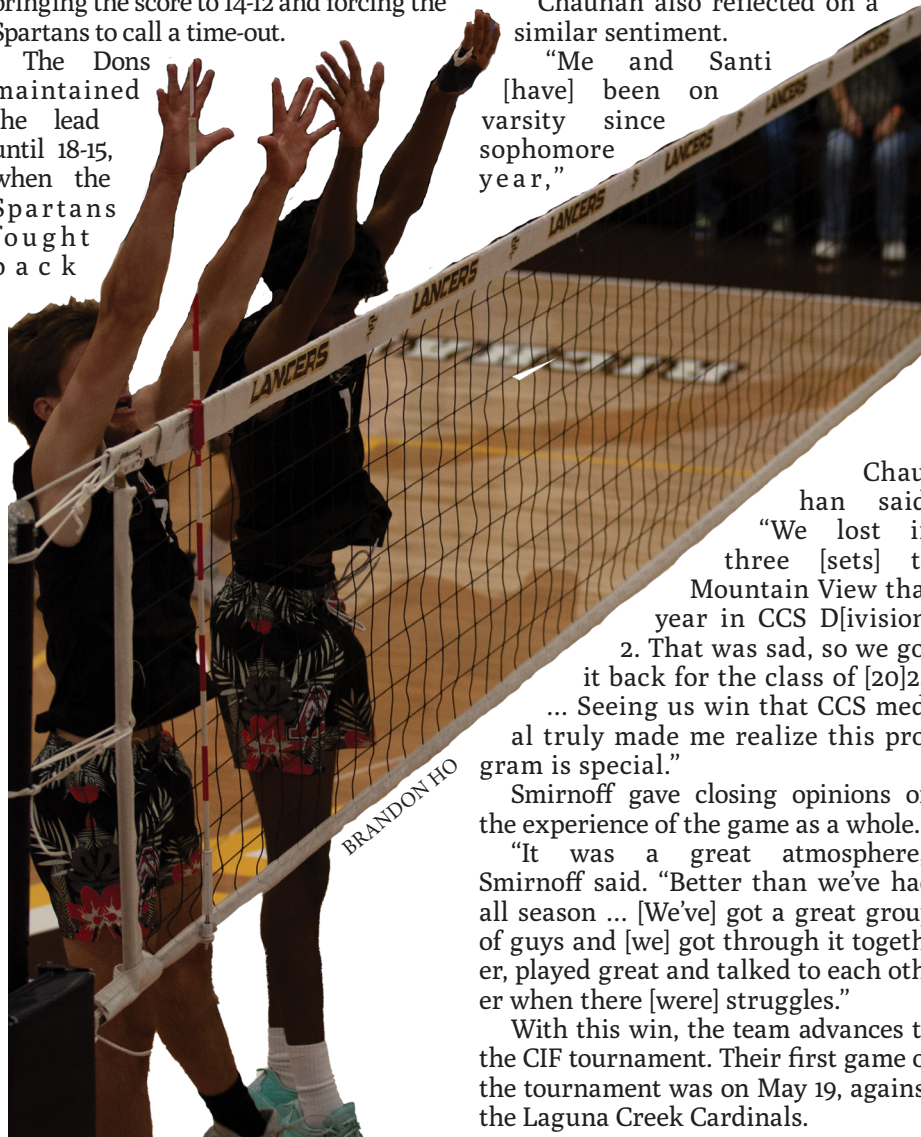 bringing the score to 14-12 and forcing the
Spartans to call a time-out.
The Dons
maintained
the lead
until 18-15,
when the
Spartans
fought
back
Chauhan also reflected on a
similar sentiment.
“Me and Santi
[have] been on
varsity since
sophomore
year,”
Chau
han said
“We lost i
three [sets] t
Mountain View tha
year in CCS D[ivision
2. That was sad, so we go
it back for the class of [20]2
... Seeing us win that CCS med
al truly made me realize this pro
gram is special.”
Smirnoff gave closing opinions o
the experience of the game as a whole.
“It was a great atmosphere,
Smirnoff said. “Better than we’ve ha
all season ... [We’ve] got a great grou
of guys and [we] got through it togeth
er, played great and talked to each oth
er when there [were] struggles.”
With this win, the team advances t
the CIF tournament. Their first game o
the tournament was on May 19, agains
the Laguna Creek Cardinals.
BRANDON HO
LANCERS
LANCERS
LANCERS
LANCERS
LANCERS
LANCERS
LANCERS